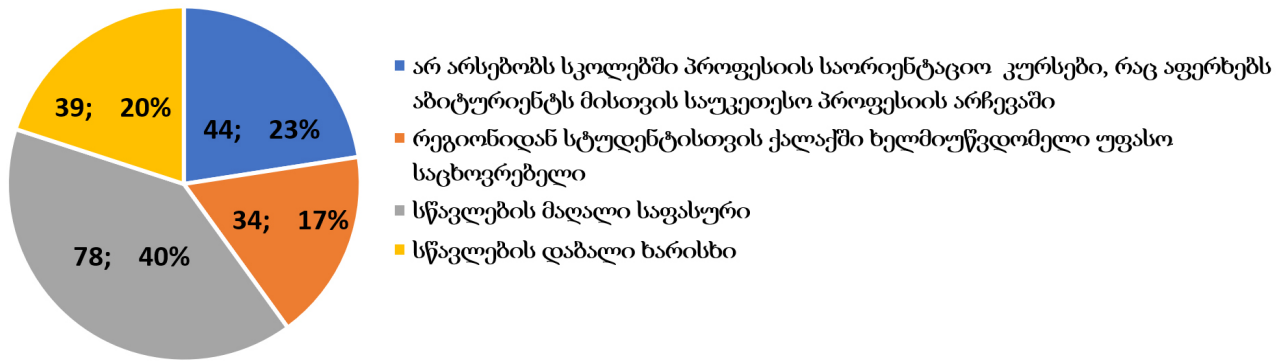 39; 20%
44; 23%
34; 17%
78; 40%
არ არსებობს სკოლებში პროფესიის საორიენტაციო კურსები, რაც აფერხებს
აბიტურიენტს მისთვის საუკეთესო პროფესიის არჩევაში
რეგიონიდან სტუდენტისთვის ქალაქში ხელმიუწვდომელი უფასო
საცხოვრებელი
სწავლების მაღალი საფასური
სწავლების დაბალი ხარისხი